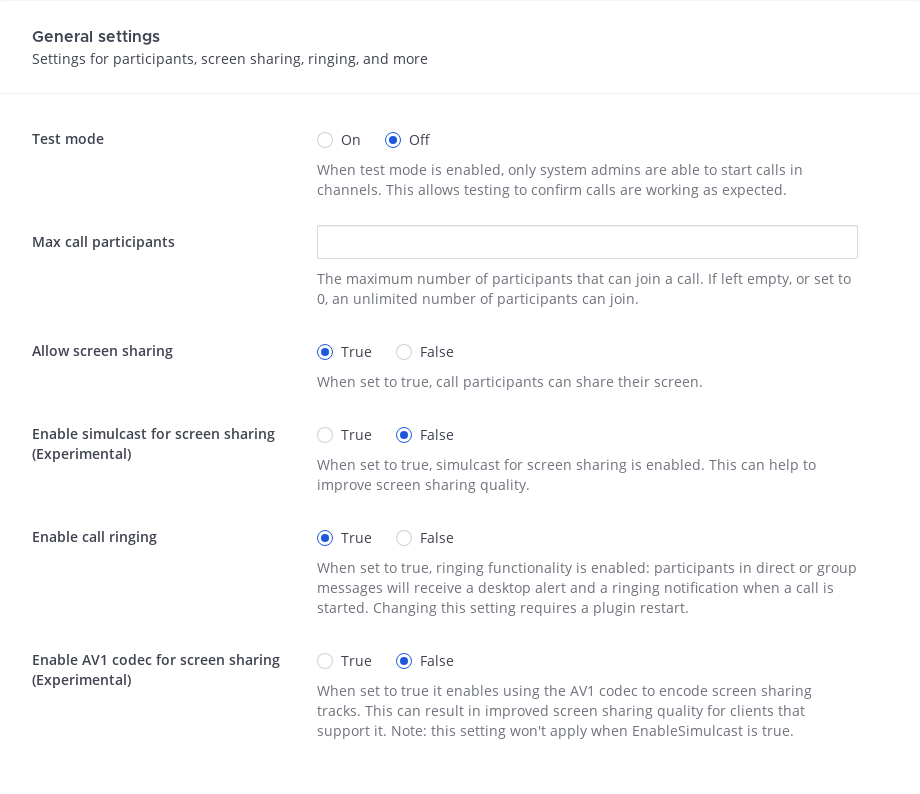 General settings
Settings for participants, screen sharing, ringing, and more
Test mode
On
Off
When test mode is enabled, only system admins are able to start calls in
channels. This allows testing to confirm calls are working as expected.
Max call participants
The maximum number of participants that can join a call. If left empty, or set to
0, an unlimited number of participants can join.
Allow screen sharing
True
False
When set to true, call participants can share their screen.
Enable simulcast for screen sharing
(Experimental)
True
False
When set to true, simulcast for screen sharing is enabled. This can help to
improve screen sharing quality.
Enable call ringing
True
False
When set to true, ringing functionality is enabled: participants in direct or group
messages will receive a desktop alert and a ringing notification when a call is
started. Changing this setting requires a plugin restart.
Enable AV1 codec for screen sharing
(Experimental)
True
False
When set to true it enables using the AV1 codec to encode screen sharing
tracks. This can result in improved screen sharing quality for clients that
support it. Note: this setting won't apply when EnableSimulcast is true.